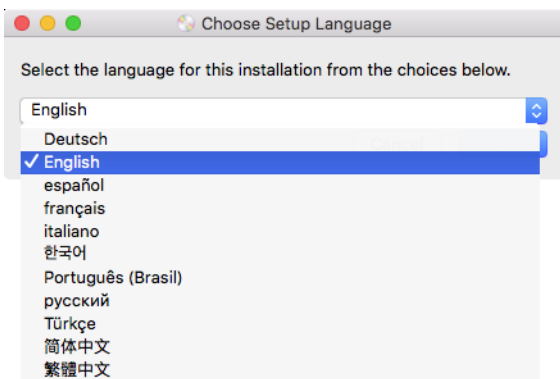 Choose Setup Language
Select the language for this installation from the choices below.
English
Deutsch
✓ English
español
français
italiano
한국어
Português (Brasil)
русский
Türkçe
简体中文
繁體中文